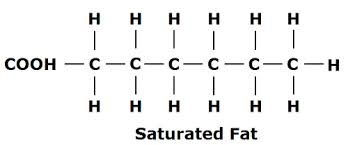 H H H H H H
COOH — C — C — C — C — C — C — H
H H H H H H
Saturated Fat